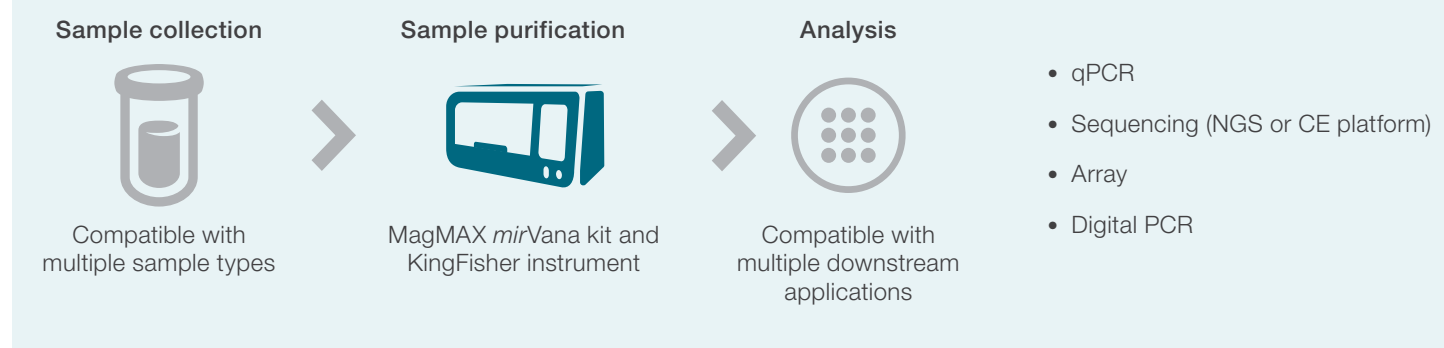 Sample collection
Compatible with
multiple sample types
Sample purification
MagMAX mirVana kit and
KingFisher instrument
Analysis
Compatible with
multiple downstream
applications
• qPCR
• Sequencing (NGS or CE platform)
• Array
• Digital PCR